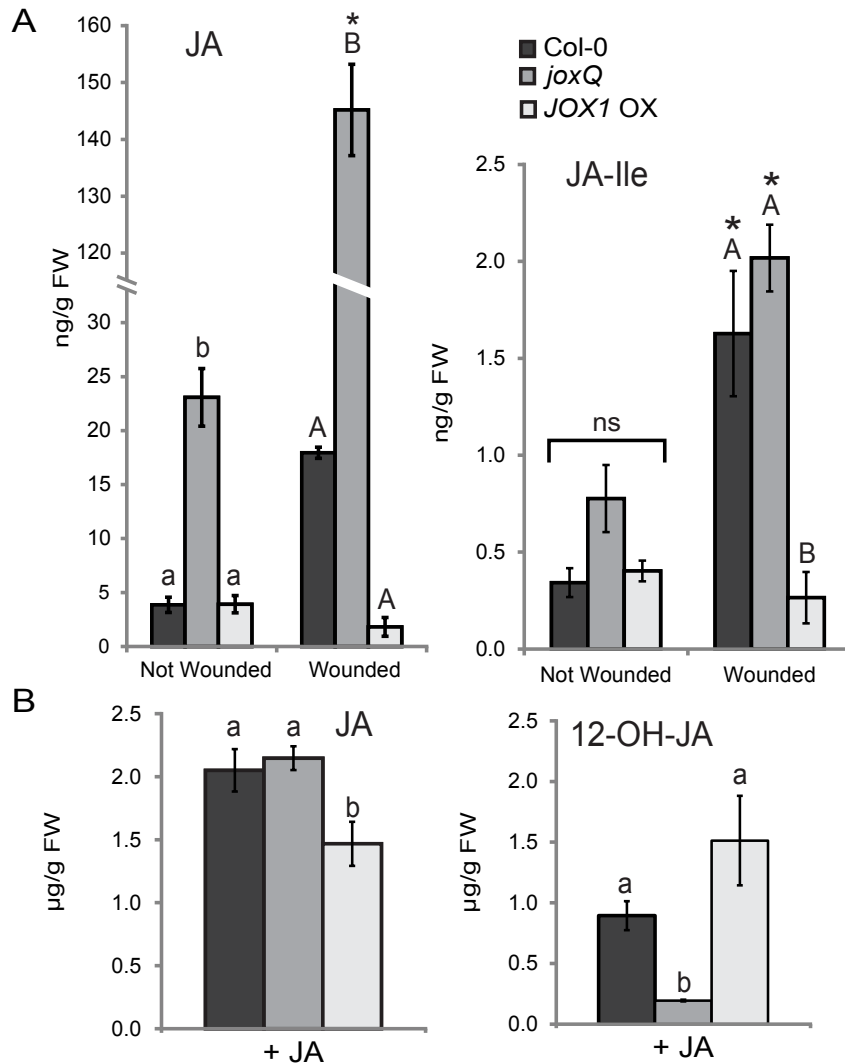 A
JA
Col-0
joxQ
JOX1 OX
ng/g FW
160
150
140
130
120
30
25
20
15
10
5
0
a
b
a
A
*
B
A
Not Wounded
Wounded
JA-Ile
ng/g FW
2.5
2.0
1.5
1.0
0.5
0.0
ns
*
A
*
A
B
Not Wounded
Wounded
B
JA
µg/g FW
2.5
2.0
1.5
1.0
0.5
0.0
a
a
b
+ JA
12-OH-JA
µg/g FW
2.5
2.0
1.5
1.0
0.5
0.0
a
b
a
+ JA